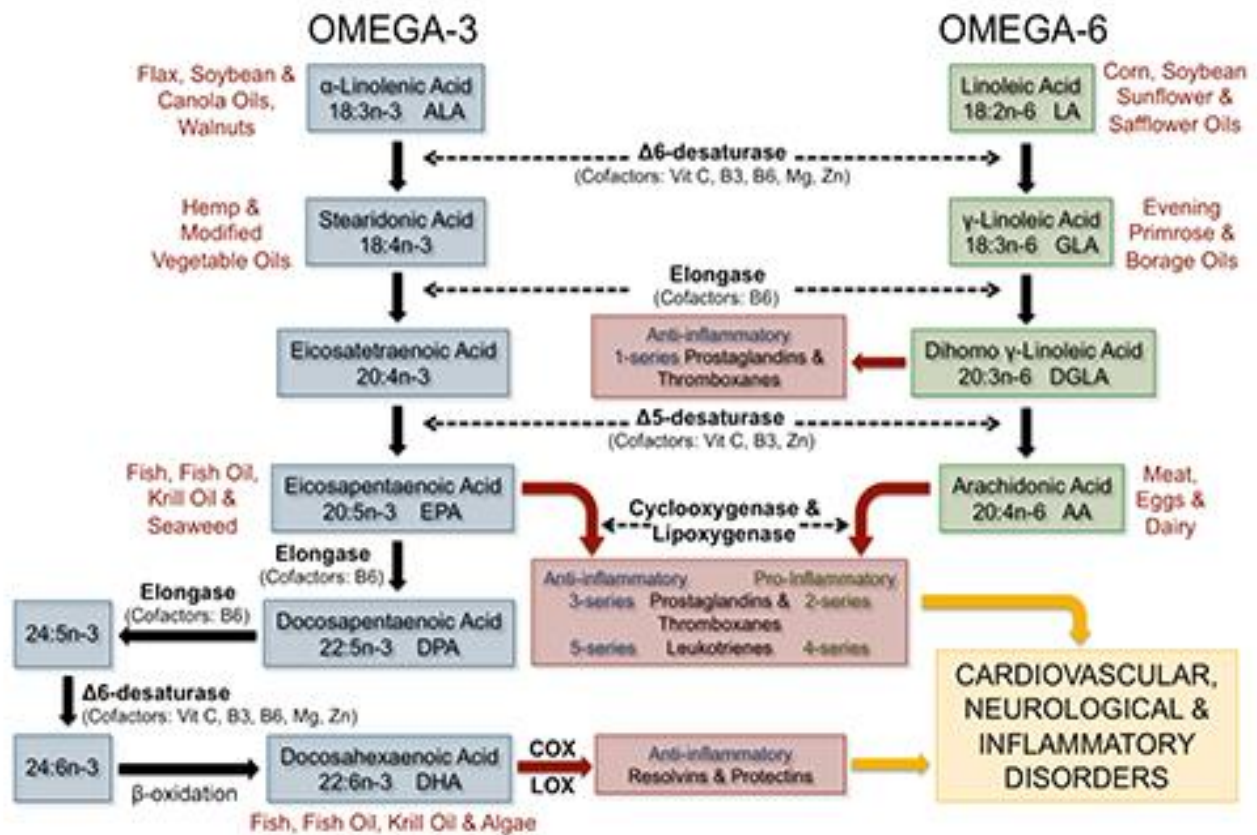 OMEGA-3
OMEGA-6
Flax, Soybean &
Canola Oils,
Walnuts
α-Linolenic Acid
18:3n-3 ALA
Linoleic Acid
18:2n-6 LA
Corn, Soybean
Sunflower &
Safflower Oils
Δ6-desaturase
(Cofactors: Vit C, B3, B6, Mg, Zn)
Hemp &
Modified
Vegetable Oils
Stearidonic Acid
18:4n-3
γ-Linoleic Acid
18:3n-6 GLA
Evening
Primrose &
Borage Oils
Elongase
(Cofactors: B6)
Eicosatetraenoic Acid
20:4n-3
Anti-inflammatory
1-series Prostaglandins &
Thromboxanes
Dihomo γ-Linoleic Acid
20:3n-6 DGLA
Δ5-desaturase
(Cofactors: Vit C, B3, Zn)
Fish, Fish Oil,
Krill Oil &
Seaweed
Eicosapentaenoic Acid
20:5n-3 EPA
Cyclooxygenase &
Lipoxygenase
Arachidonic Acid
20:4n-6 AA
Meat,
Eggs &
Dairy
Elongase
(Cofactors: B6)
Elongase
(Cofactors: B6)
Anti-inflammatory Pro-Inflammatory
3-series Prostaglandins & 2-series
Thromboxanes
5-series Leukotrienes 4-series
24:5n-3
Docosapentaenoic Acid
22:5n-3 DPA
Δ6-desaturase
(Cofactors: Vit C, B3, B6, Mg, Zn)
CARDIOVASCULAR,
NEUROLOGICAL &
INFLAMMATORY
DISORDERS
24:6n-3
β-oxidation
Docosahexaenoic Acid
22:6n-3 DHA
COX
LOX
Anti-inflammatory
Resolvins & Protectins
Fish, Fish Oil, Krill Oil & Algae